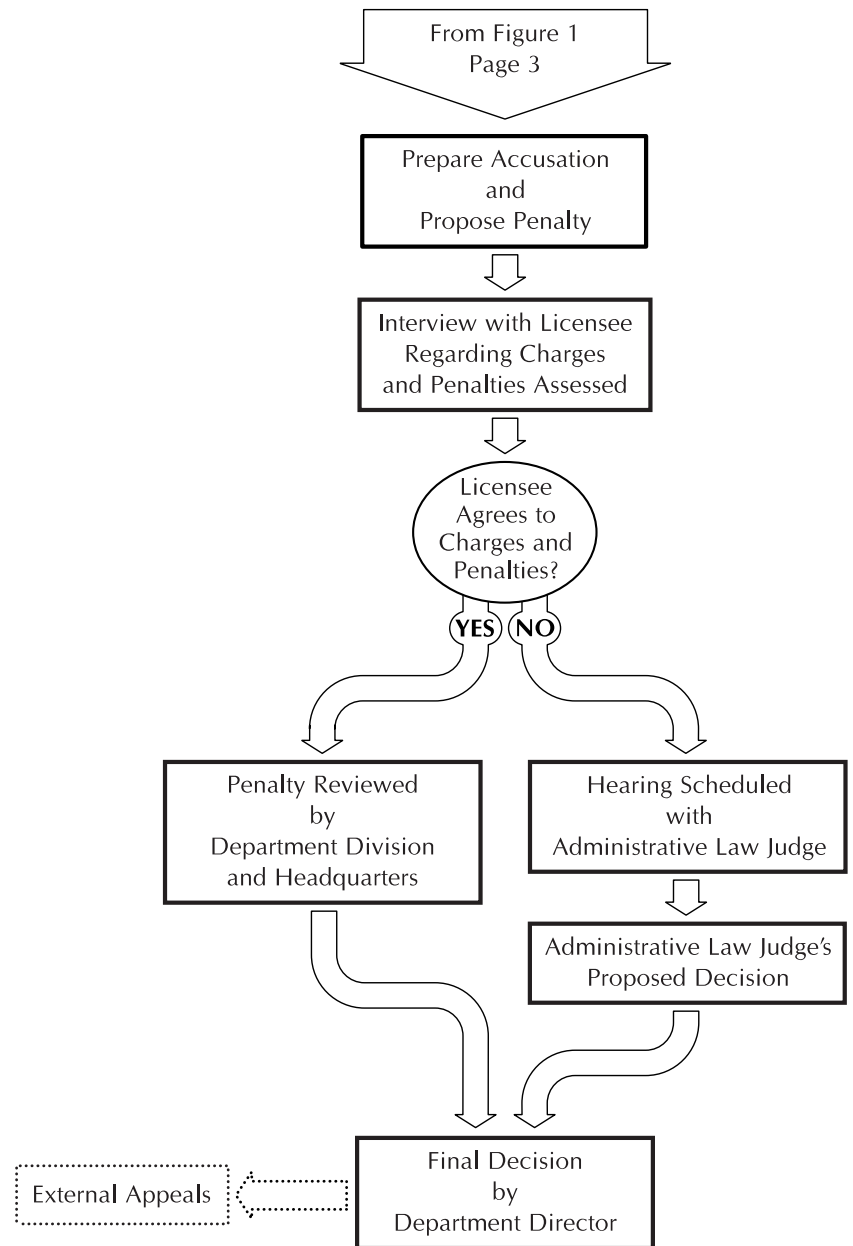 From Figure 1
Page 3
Prepare Accusation
and
Propose Penalty
Interview with Licensee
Regarding Charges
and Penalties Assessed
Licensee
Agrees to
Charges and
Penalties?
YES
NO
Penalty Reviewed
by
Department Division
and Headquarters
Hearing Scheduled
with
Administrative Law Judge
Administrative Law Judge's
Proposed Decision
Final Decision
by
Department Director
External Appeals